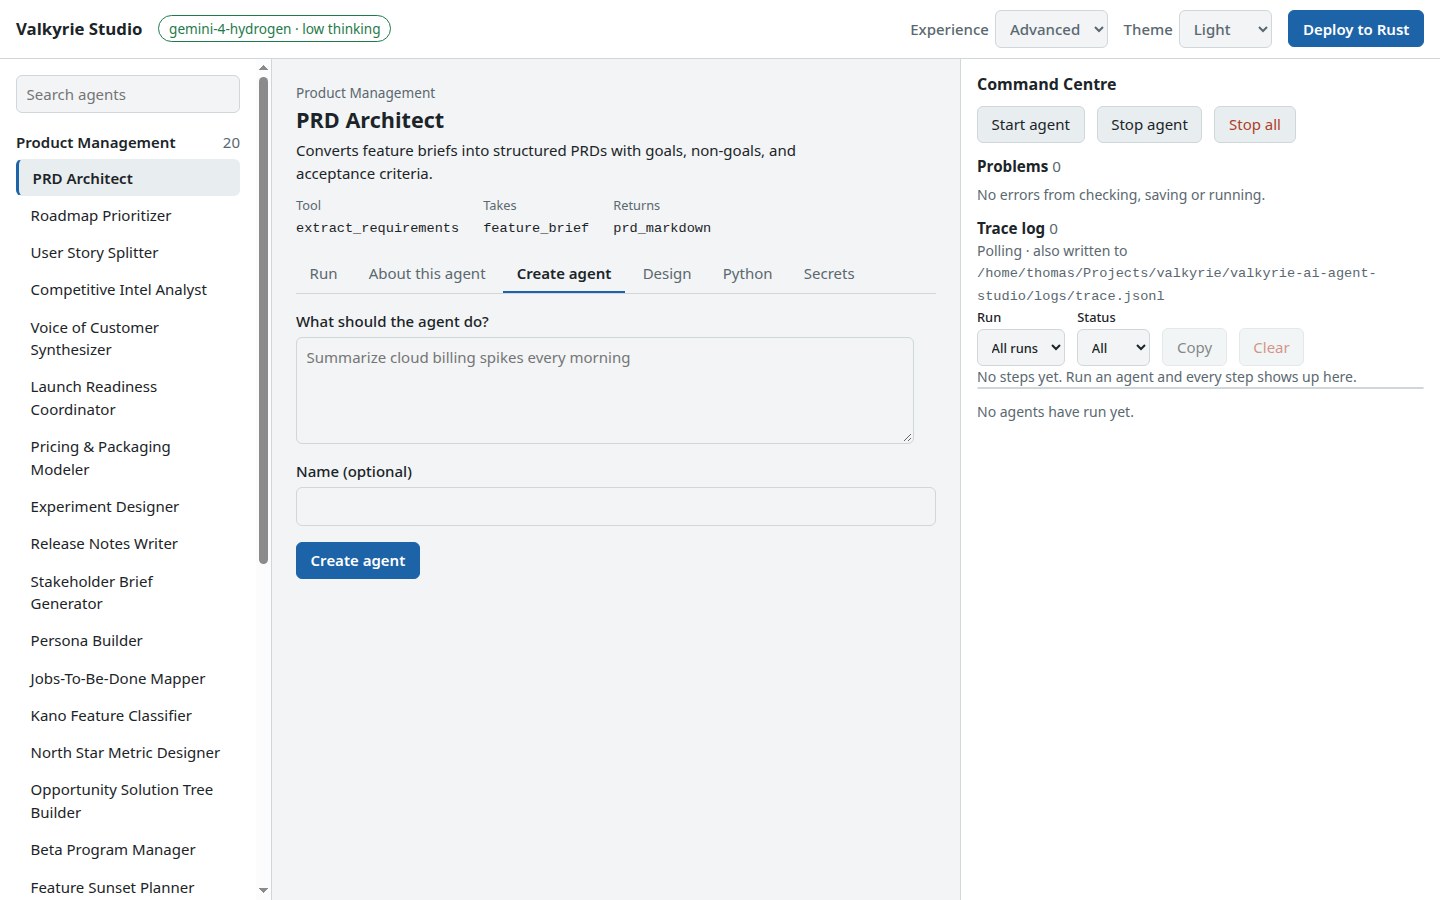 Valkyrie Studio
gemini-4-hydrogen · low thinking
Experience
Advanced
Theme
Light
Deploy to Rust
Search agents
Product Management 20
PRD Architect
Roadmap Prioritizer
User Story Splitter
Competitive Intel Analyst
Voice of Customer
Synthesizer
Launch Readiness
Coordinator
Pricing & Packaging
Modeler
Experiment Designer
Release Notes Writer
Stakeholder Brief
Generator
Persona Builder
Jobs-To-Be-Done Mapper
Kano Feature Classifier
North Star Metric Designer
Opportunity Solution Tree
Builder
Beta Program Manager
Feature Sunset Planner
Product Management
PRD Architect
Converts feature briefs into structured PRDs with goals, non-goals, and
acceptance criteria.
Tool Takes Returns
extract_requirements feature_brief prd_markdown
Run About this agent Create agent Design Python Secrets
What should the agent do?
Summarize cloud billing spikes every morning
Name (optional)
Create agent
Command Centre
Start agent Stop agent Stop all
Problems 0
No errors from checking, saving or running.
Trace log 0
Polling · also written to
/home/thomas/Projects/valkyrie/valkyrie-ai-agent-
studio/logs/trace.jsonl
Run Status
All runs All Copy Clear
No steps yet. Run an agent and every step shows up here.
No agents have run yet.